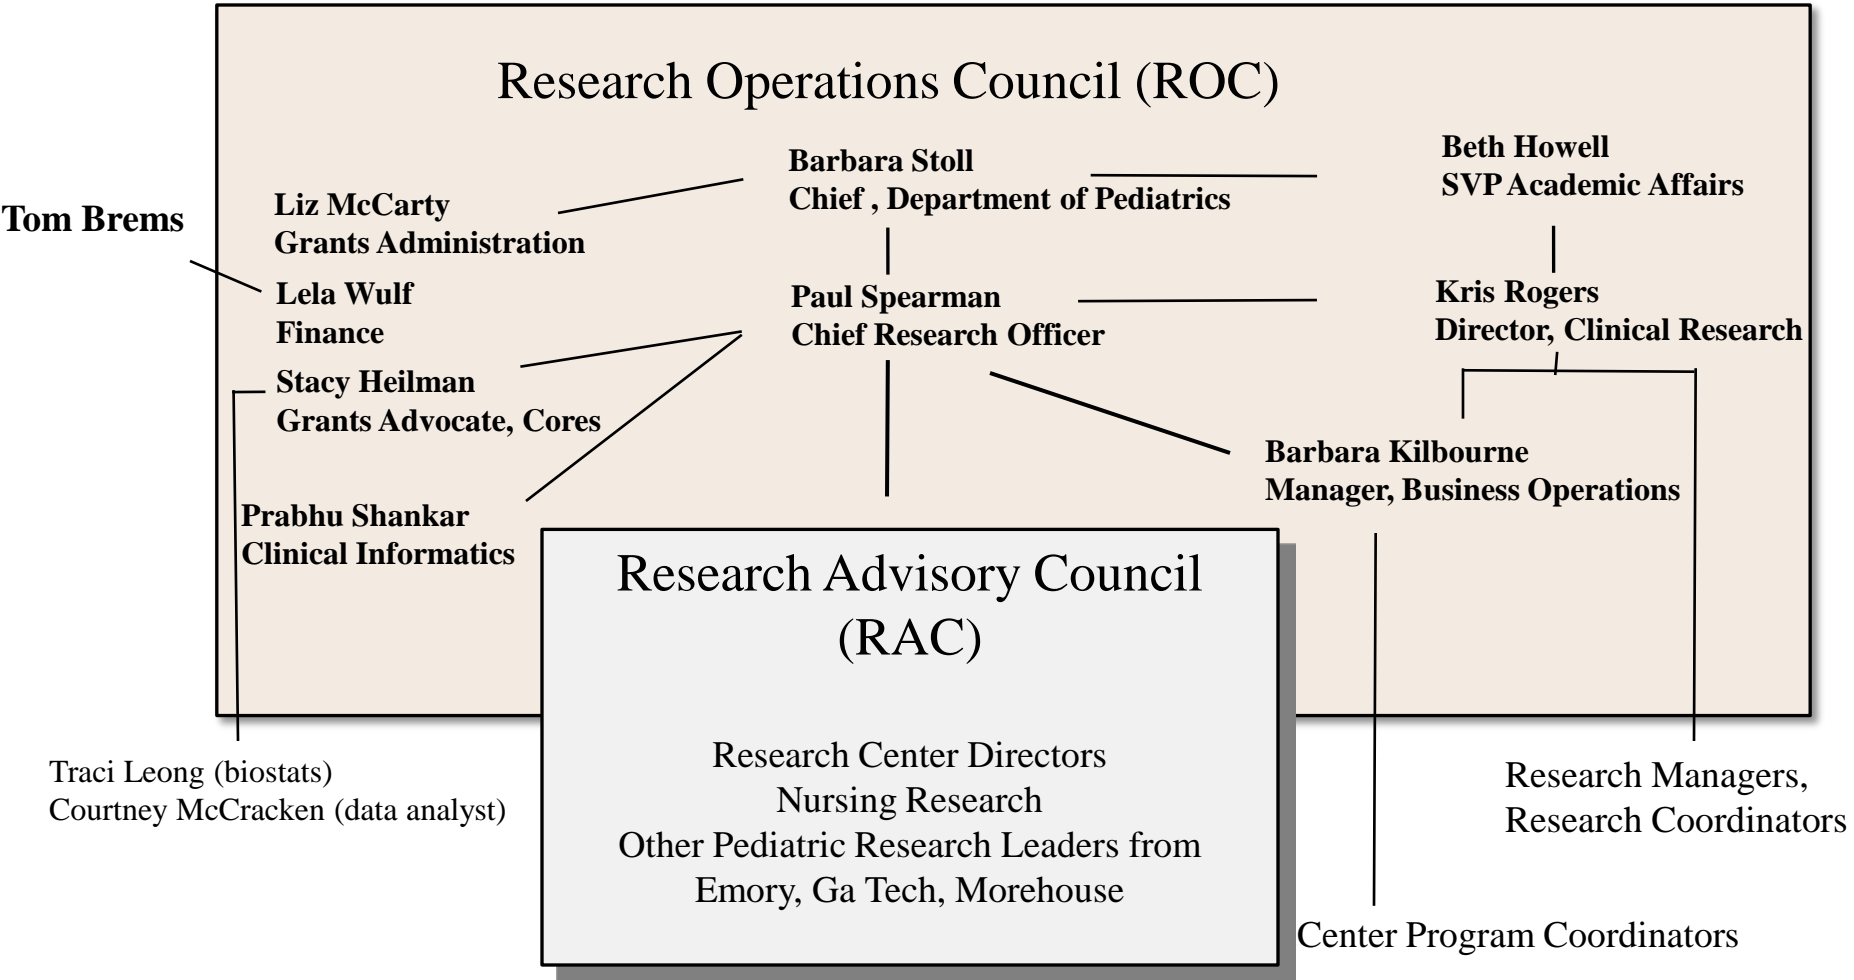 Research Operations Council (ROC)
Barbara Stoll
Chief , Department of Pediatrics
Beth Howell
SVP Academic Affairs
Tom Brems
Liz McCarty
Grants Administration
Lela Wulf
Finance
Paul Spearman
Chief Research Officer
Kris Rogers
Director, Clinical Research
Stacy Heilman
Grants Advocate, Cores
Barbara Kilbourne
Manager, Business Operations
Prabhu Shankar
Clinical Informatics
Research Advisory Council
(RAC)
Research Center Directors
Nursing Research
Other Pediatric Research Leaders from
Emory, Ga Tech, Morehouse
Traci Leong (biostats)
Courtney McCracken (data analyst)
Research Managers,
Research Coordinators
Center Program Coordinators